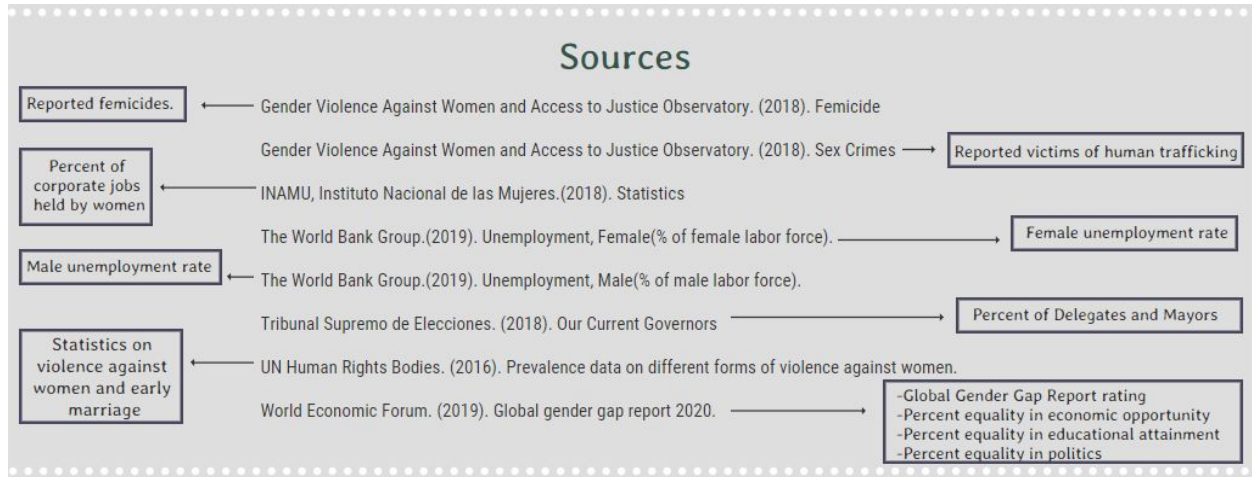 Sources
Reported femicides.
Gender Violence Against Women and Access to Justice Observatory. (2018). Femicide
Gender Violence Against Women and Access to Justice Observatory. (2018). Sex Crimes
Reported victims of human trafficking
Percent of
corporate jobs
held by women
INAMU, Instituto Nacional de las Mujeres.(2018). Statistics
The World Bank Group.(2019). Unemployment, Female(% of female labor force).
Female unemployment rate
Male unemployment rate
The World Bank Group.(2019). Unemployment, Male(% of male labor force).
Tribunal Supremo de Elecciones. (2018). Our Current Governors
Percent of Delegates and Mayors
Statistics on
violence against
women and early
marriage
UN Human Rights Bodies. (2016). Prevalence data on different forms of violence against women.
World Economic Forum. (2019). Global gender gap report 2020.
-Global Gender Gap Report rating
-Percent equality in economic opportunity
-Percent equality in educational attainment
-Percent equality in politics